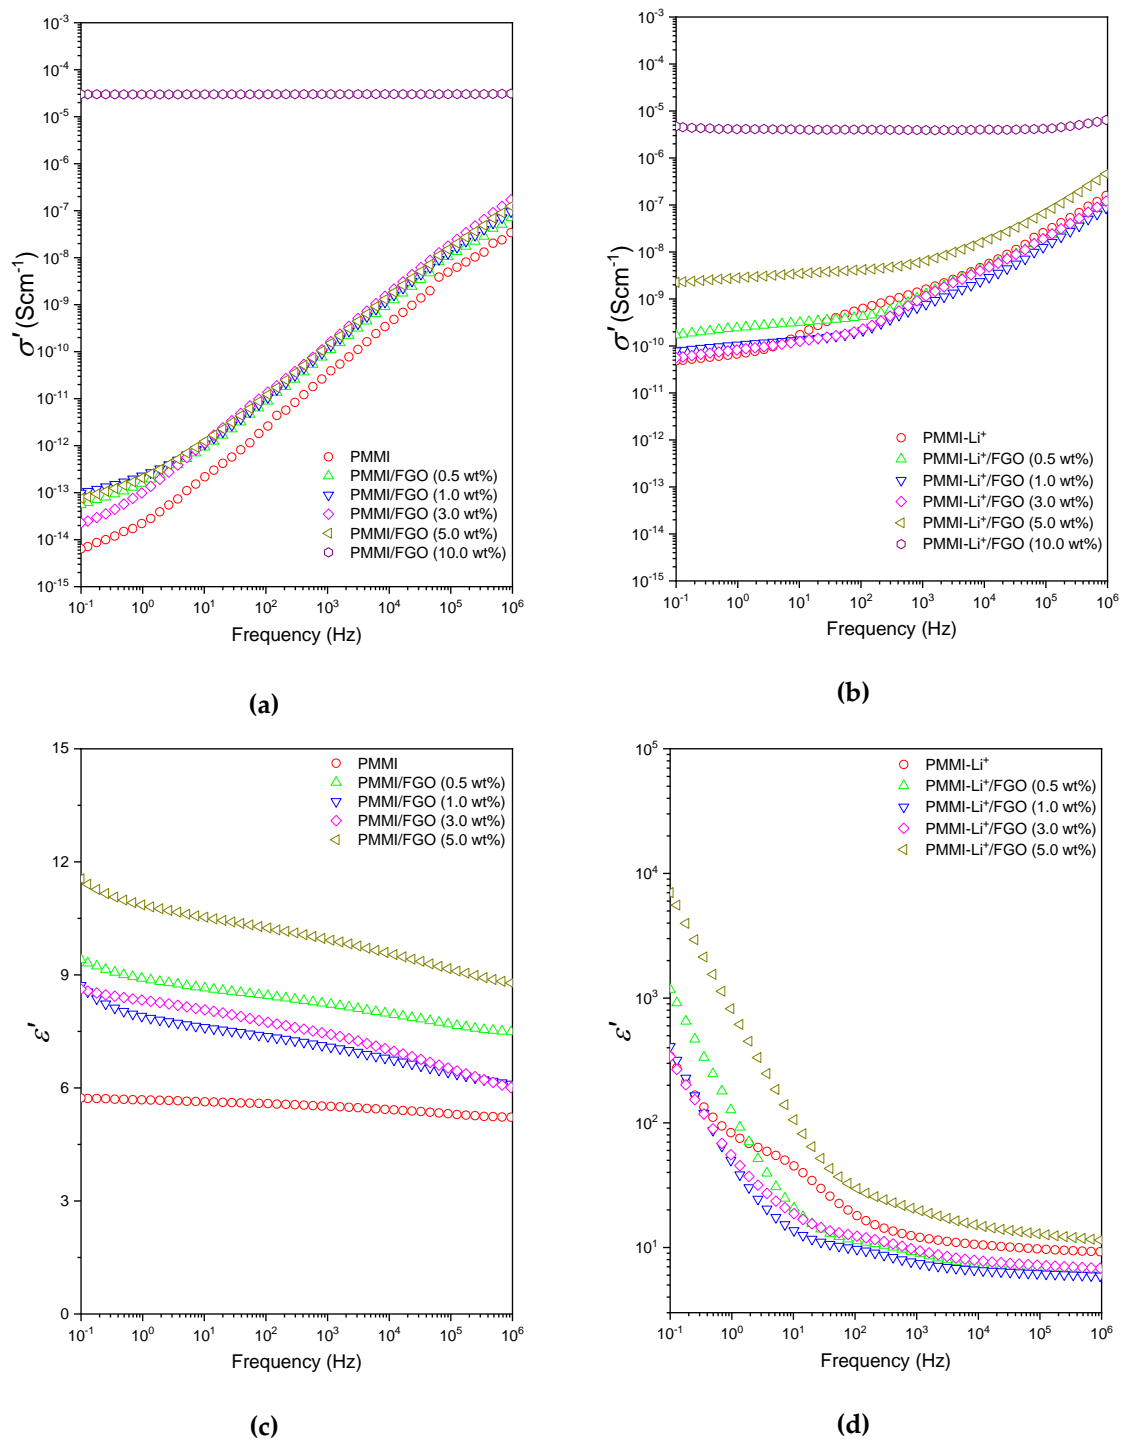 10⁻³
10⁻⁴
10⁻⁵
10⁻⁶
10⁻⁷
10⁻⁸
10⁻⁹
10⁻¹⁰
10⁻¹¹
10⁻¹²
10⁻¹³
10⁻¹⁴
10⁻¹⁵
σ′ (Scm⁻¹)
PMMI
PMMI/FGO (0.5 wt%)
PMMI/FGO (1.0 wt%)
PMMI/FGO (3.0 wt%)
PMMI/FGO (5.0 wt%)
PMMI/FGO (10.0 wt%)
10⁻¹ 10⁰ 10¹ 10² 10³ 10⁴ 10⁵ 10⁶
Frequency (Hz)
(a)
10⁻³
10⁻⁴
10⁻⁵
10⁻⁶
10⁻⁷
10⁻⁸
10⁻⁹
10⁻¹⁰
10⁻¹¹
10⁻¹²
10⁻¹³
10⁻¹⁴
10⁻¹⁵
σ′ (Scm⁻¹)
PMMI-Li⁺
PMMI-Li⁺/FGO (0.5 wt%)
PMMI-Li⁺/FGO (1.0 wt%)
PMMI-Li⁺/FGO (3.0 wt%)
PMMI-Li⁺/FGO (5.0 wt%)
PMMI-Li⁺/FGO (10.0 wt%)
10⁻¹ 10⁰ 10¹ 10² 10³ 10⁴ 10⁵ 10⁶
Frequency (Hz)
(b)
15
12
9
6
3
0
ε′
PMMI
PMMI/FGO (0.5 wt%)
PMMI/FGO (1.0 wt%)
PMMI/FGO (3.0 wt%)
PMMI/FGO (5.0 wt%)
10⁻¹ 10⁰ 10¹ 10² 10³ 10⁴ 10⁵ 10⁶
Frequency (Hz)
(c)
10⁵
10⁴
10³
10²
10¹
ε′
PMMI-Li⁺
PMMI-Li⁺/FGO (0.5 wt%)
PMMI-Li⁺/FGO (1.0 wt%)
PMMI-Li⁺/FGO (3.0 wt%)
PMMI-Li⁺/FGO (5.0 wt%)
10⁻¹ 10⁰ 10¹ 10² 10³ 10⁴ 10⁵ 10⁶
Frequency (Hz)
(d)